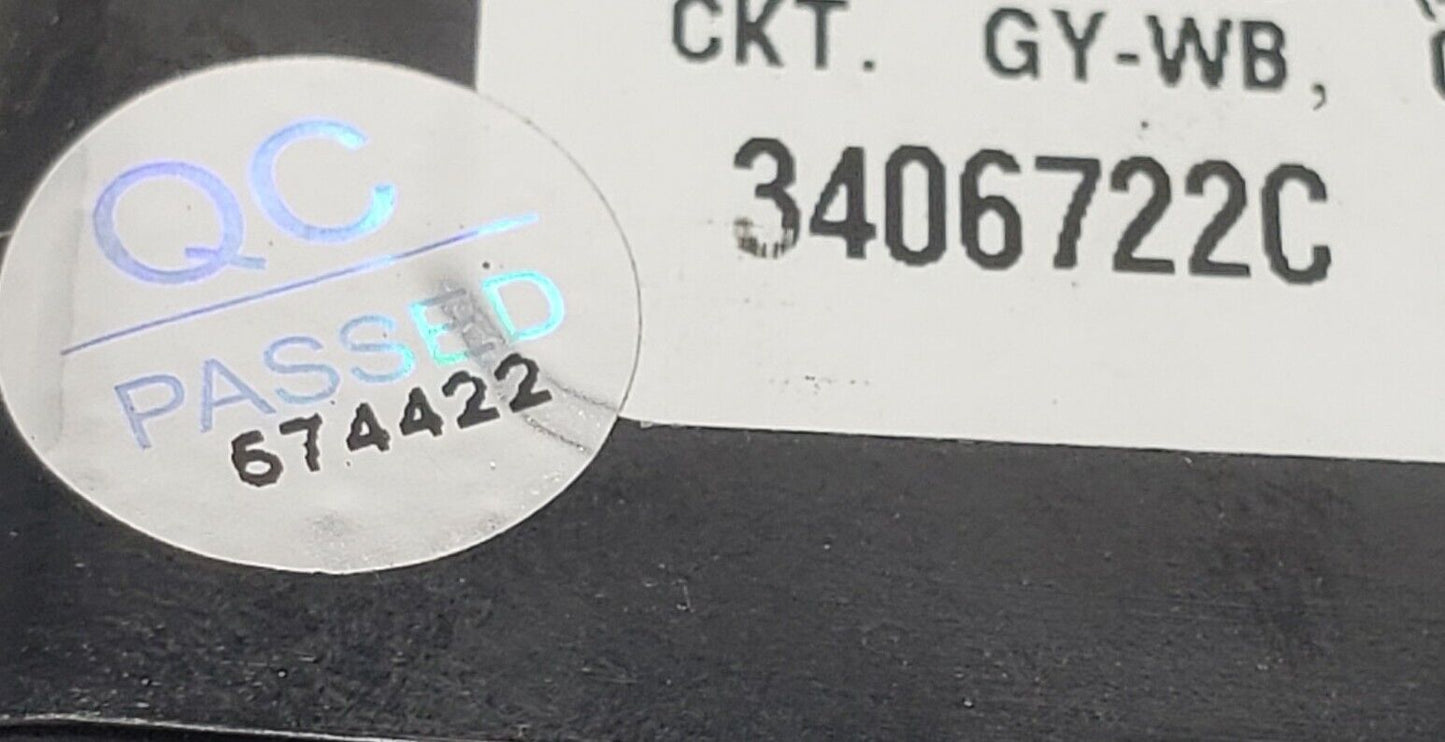 CKT. GY-WB,
3406722C
QC
PASSED
674422